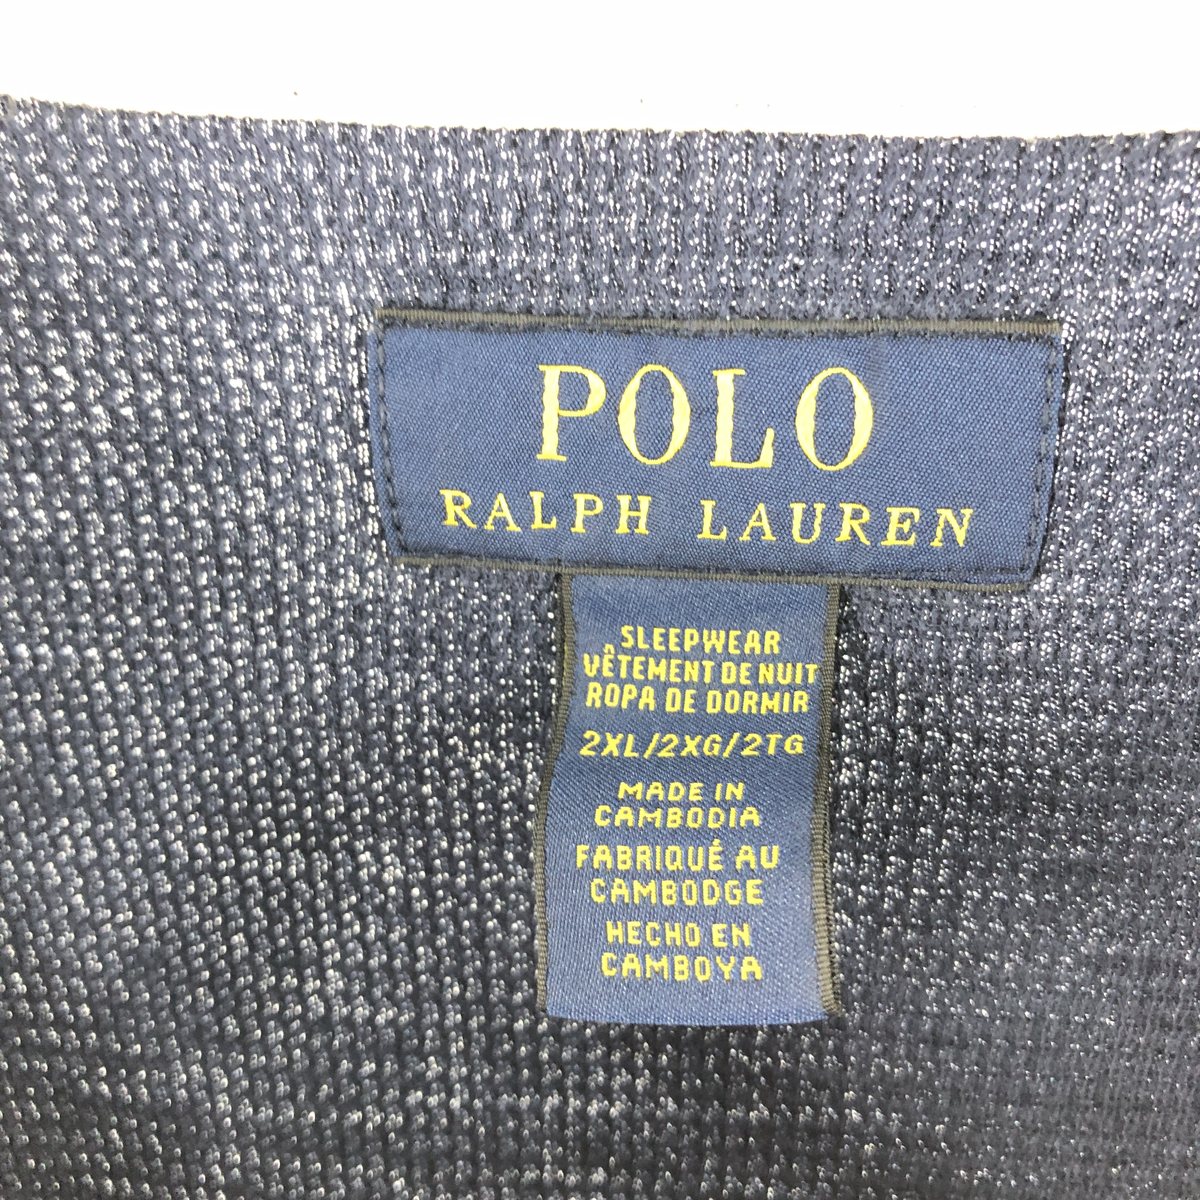 POLO
RALPH LAUREN
SLEEPWEAR
VÊTEMENT DE NUIT
ROPA DE DORMIR
2XL/2XG/2TG
MADE IN
CAMBODIA
FABRIQUÉ AU
CAMBODGE
HECHO EN
CAMBOYA